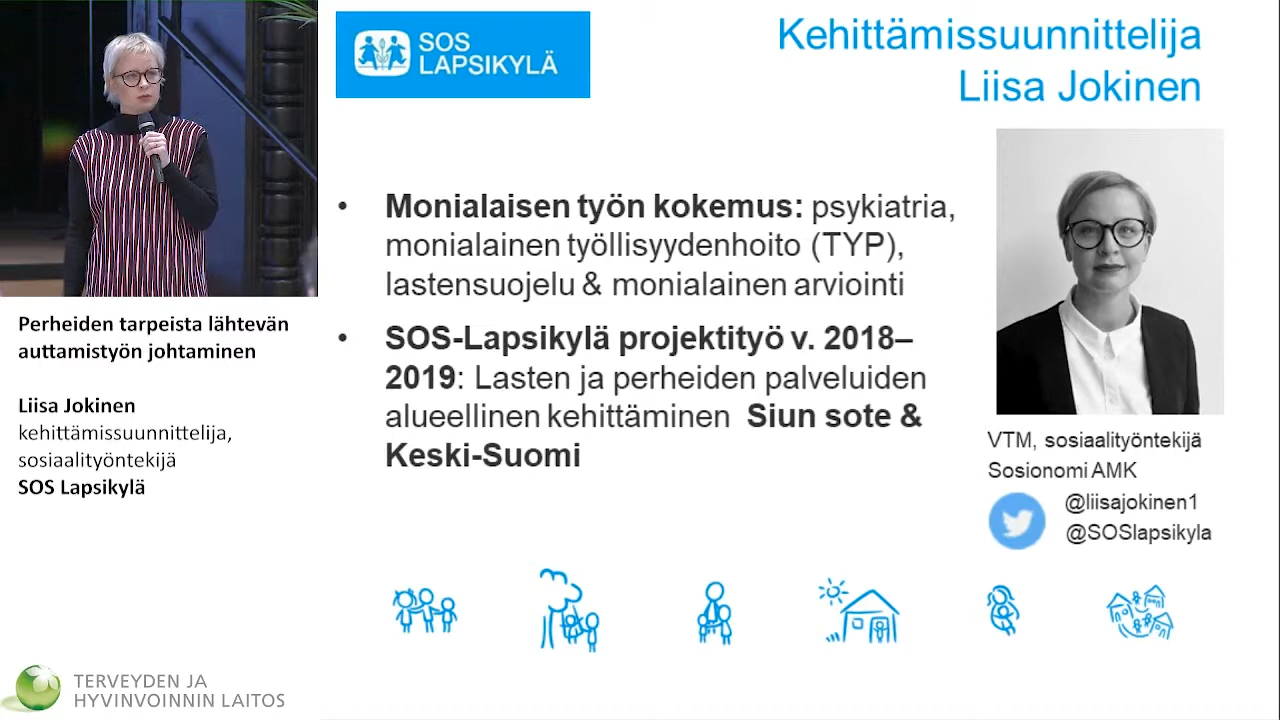 SOS
LAPSIKYLÄ
Kehittämissuunnittelija
Liisa Jokinen
• Monialaisen työn kokemus: psykiatria,
monialainen työllisyydenhoito (TYP),
lastensuojelu & monialainen arviointi
• SOS-Lapsikylä projektityö v. 2018–
2019: Lasten ja perheiden palveluiden
alueellinen kehittäminen Siun sote &
Keski-Suomi
VTM, sosiaalityöntekijä
Sosionomi AMK
@liisajokinen1
@SOSlapsikyla
Perheiden tarpeista lähtevän
auttamistyön johtaminen
Liisa Jokinen
kehittämissuunnittelija,
sosiaalityöntekijä
SOS Lapsikylä
TERVEYDEN JA
HYVINVOINNIN LAITOS